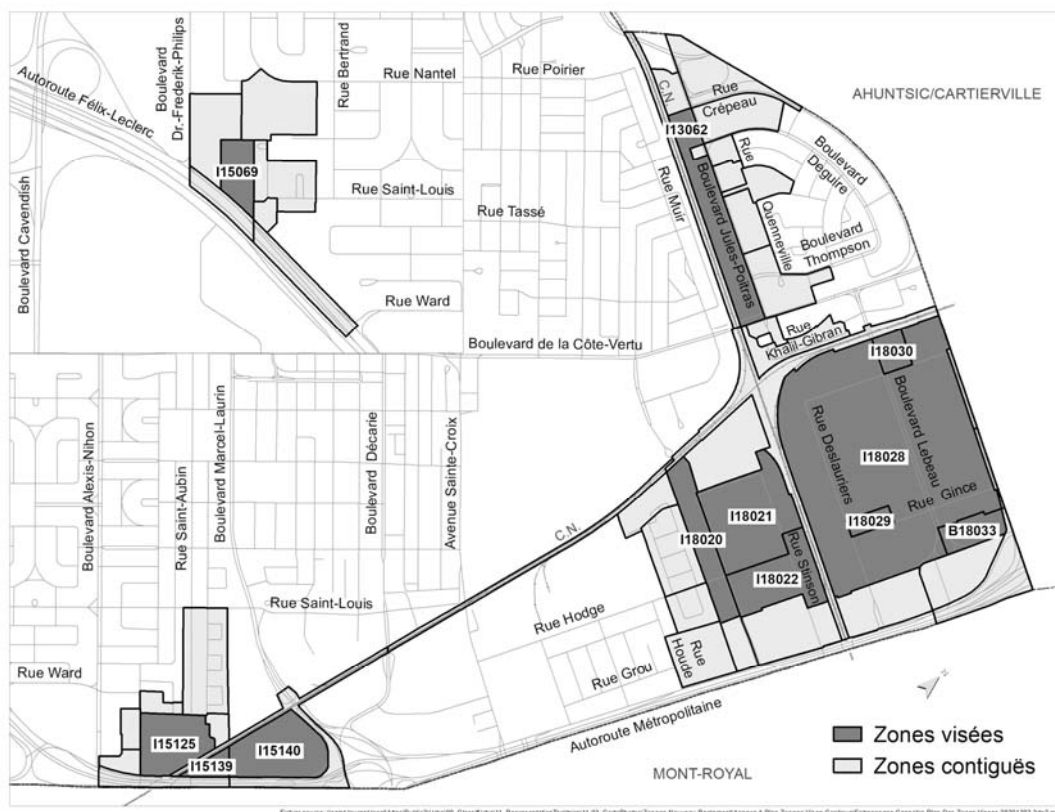 Autoroute Félix-Leclerc
Boulevard
Dr.-Frederik-Philips
Rue Bertrand
Rue Nantel
Rue Poirier
C.N.
Rue
Crêpeau
AHUNTSIC/CARTIERVILLE
I13062
I15069
Rue
Boulevard
Deguire
Boulevard Cavendish
Rue Saint-Louis
Rue Tassé
Rue Muir
Boulevard Jules-Poitras
Quenneville
Boulevard
Thompson
Rue Ward
Boulevard de la Côte-Vertu
Rue
Khalil-Gibran
I18030
Boulevard Alexis-Nihon
Rue Saint-Aubin
Boulevard Marcel-Laurin
Boulevard Décarie
Avenue Sainte-Croix
Rue Deslauriers
Boulevard Lebeau
I18028
Rue Gince
C.N.
I18021
I18029
I18020
B18033
Rue Stinson
I18022
Rue Saint-Louis
Rue Hodge
Rue Ward
Rue Grou
Rue
Houde
Autoroute Métropolitaine
I15125
I15140
I15139
MONT-ROYAL
Zones visées
Zones contiguës